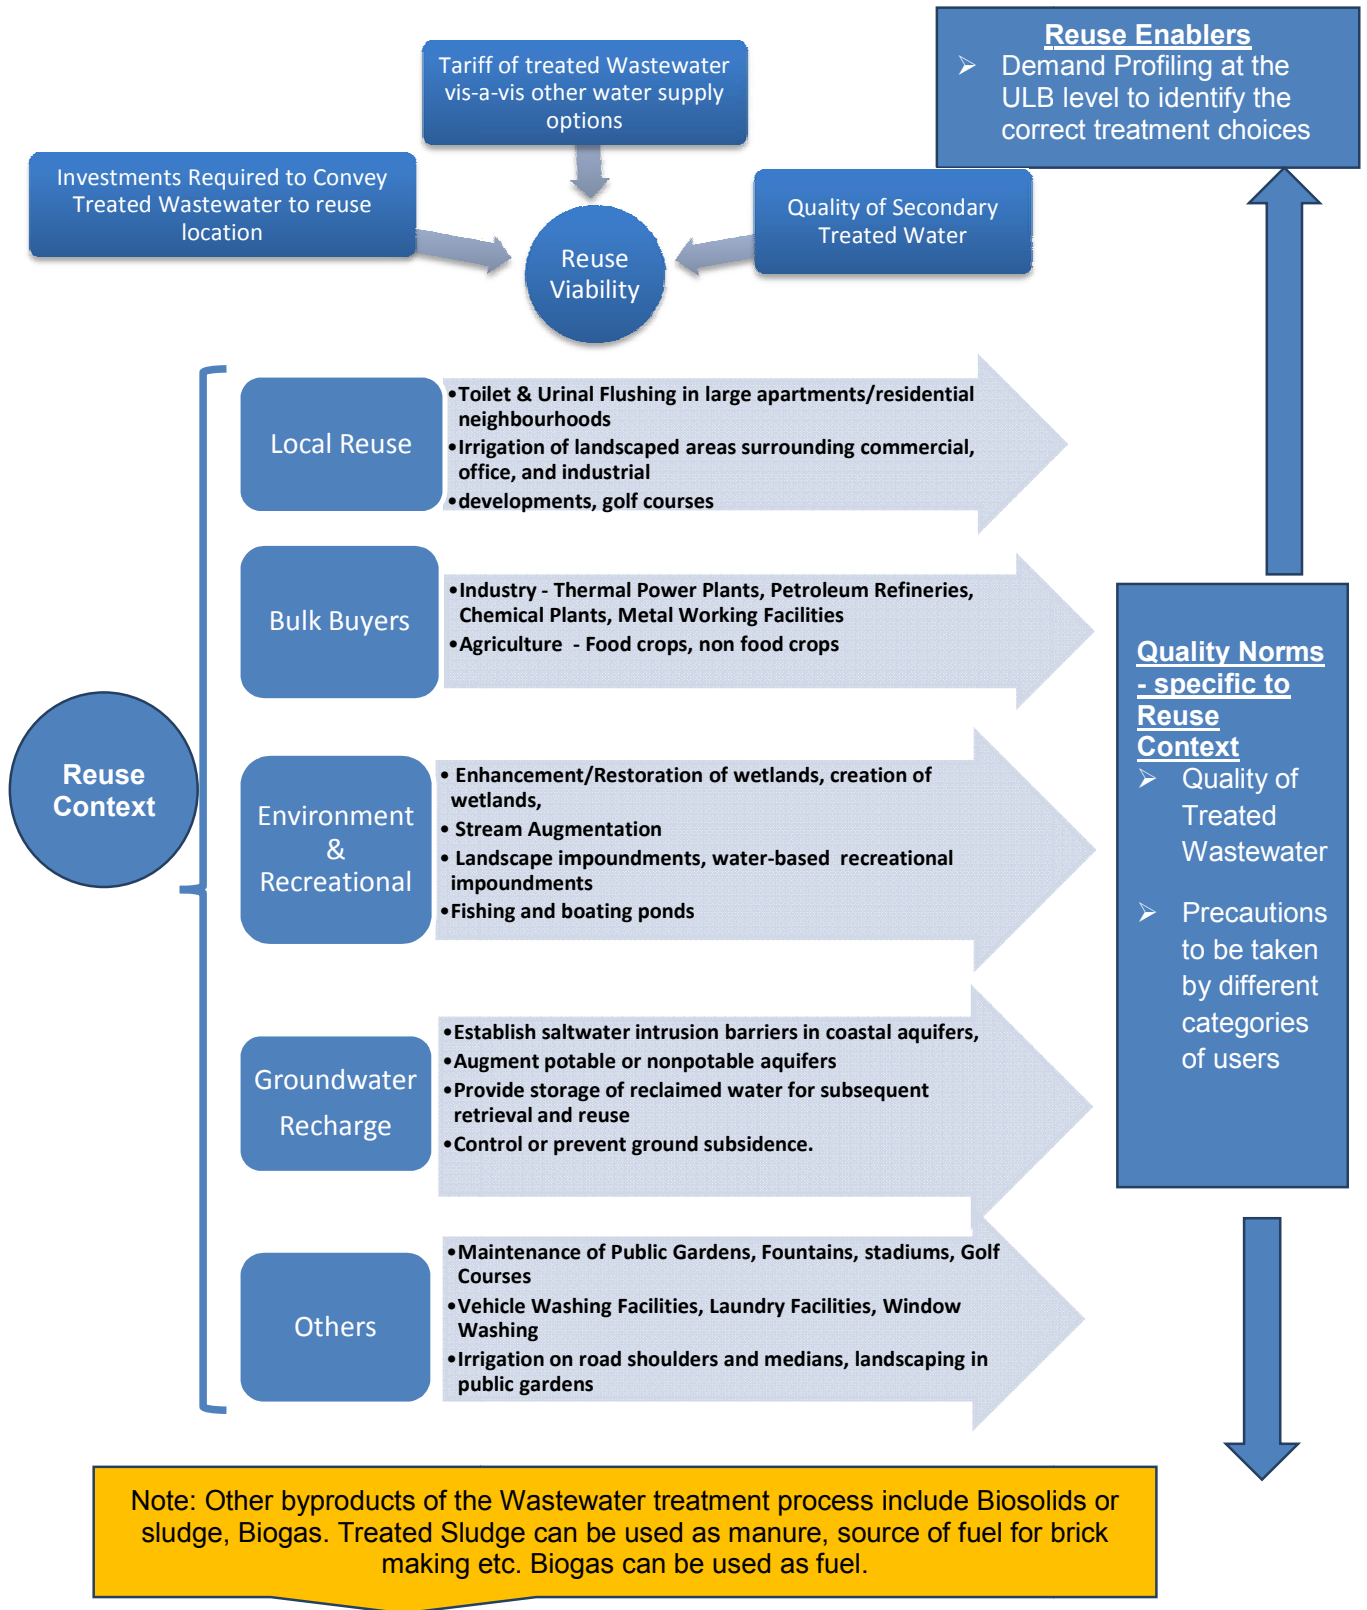 Reuse Enablers
➢ Demand Profiling at the
ULB level to identify the
correct treatment choices
Tariff of treated Wastewater
vis-a-vis other water supply
options
Investments Required to Convey
Treated Wastewater to reuse
location
Quality of Secondary
Treated Water
Reuse
Viability
Reuse
Context
Local Reuse
•Toilet & Urinal Flushing in large apartments/residential
neighbourhoods
•Irrigation of landscaped areas surrounding commercial,
office, and industrial
•developments, golf courses
Bulk Buyers
•Industry - Thermal Power Plants, Petroleum Refineries,
Chemical Plants, Metal Working Facilities
•Agriculture - Food crops, non food crops
Environment
&
Recreational
• Enhancement/Restoration of wetlands, creation of
wetlands,
• Stream Augmentation
• Landscape impoundments, water-based recreational
impoundments
•Fishing and boating ponds
Groundwater
Recharge
•Establish saltwater intrusion barriers in coastal aquifers,
•Augment potable or nonpotable aquifers
•Provide storage of reclaimed water for subsequent
retrieval and reuse
•Control or prevent ground subsidence.
Others
•Maintenance of Public Gardens, Fountains, stadiums, Golf
Courses
•Vehicle Washing Facilities, Laundry Facilities, Window
Washing
•Irrigation on road shoulders and medians, landscaping in
public gardens
Quality Norms
- specific to
Reuse
Context
➢ Quality of
Treated
Wastewater
➢ Precautions
to be taken
by different
categories
of users
Note: Other byproducts of the Wastewater treatment process include Biosolids or
sludge, Biogas. Treated Sludge can be used as manure, source of fuel for brick
making etc. Biogas can be used as fuel.